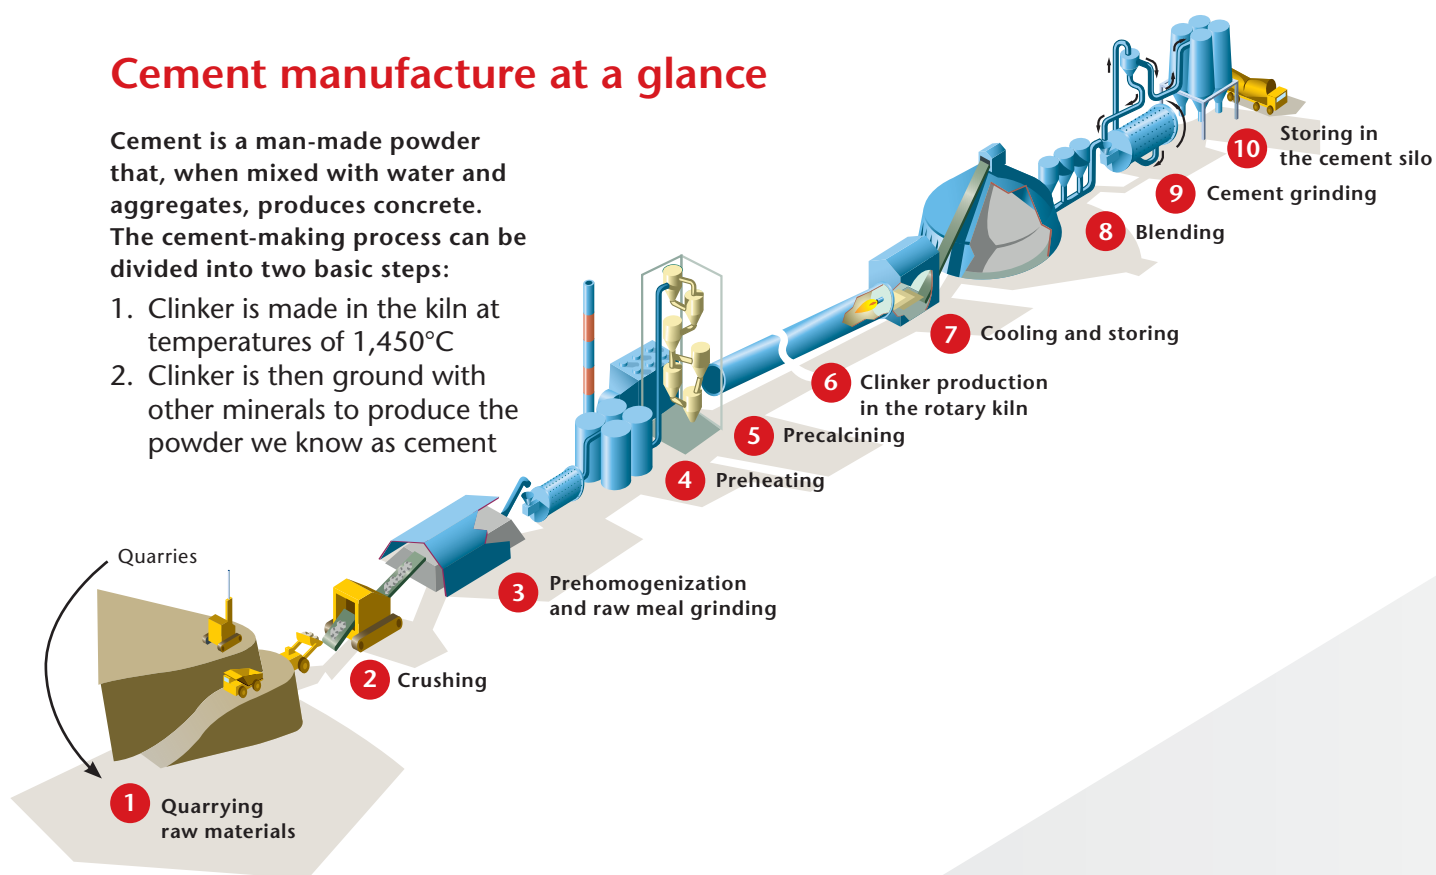 Cement manufacture at a glance
Cement is a man-made powder
that, when mixed with water and
aggregates, produces concrete.
The cement-making process can be
divided into two basic steps:
1. Clinker is made in the kiln at
temperatures of 1,450°C
2. Clinker is then ground with
other minerals to produce the
powder we know as cement
Quarries
1 Quarrying
raw materials
2 Crushing
3 Prehomogenization
and raw meal grinding
4 Preheating
5 Precalcining
6 Clinker production
in the rotary kiln
7 Cooling and storing
8 Blending
9 Cement grinding
10 Storing in
the cement silo